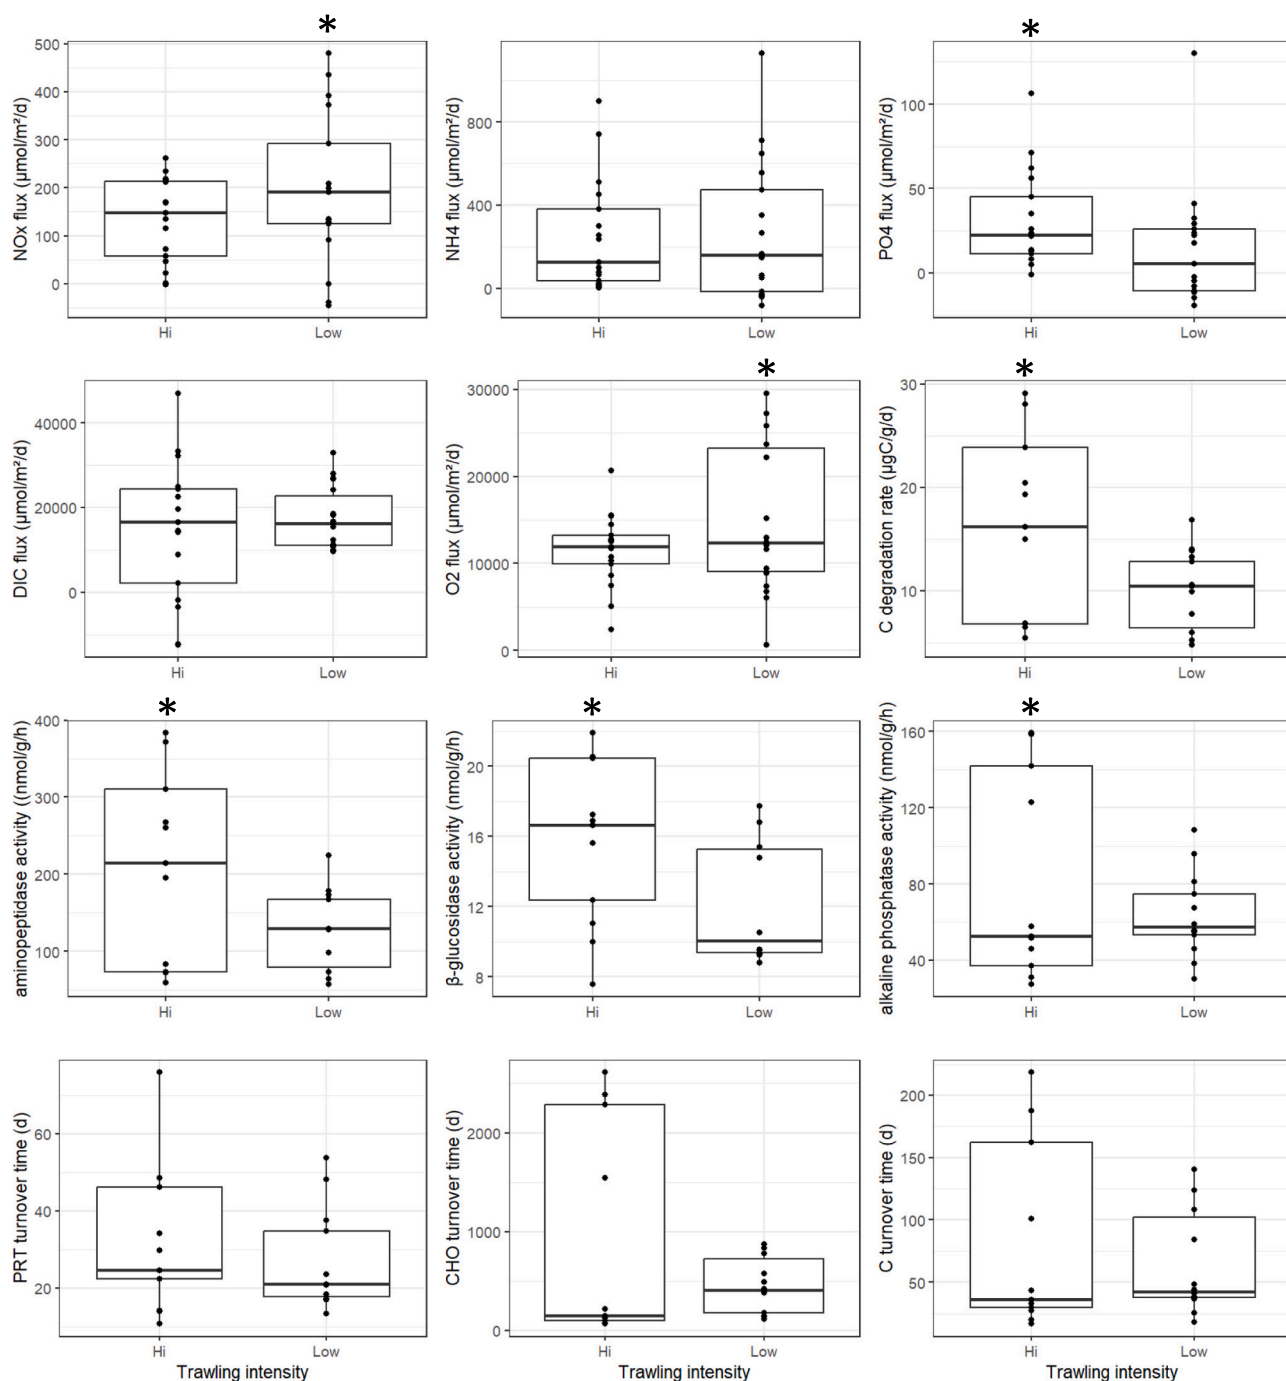 *
*
NOx flux (µmol/m²/d)
500
400
300
200
100
0
Hi
Low
NH4 flux (µmol/m²/d)
800
400
0
Hi
Low
PO4 flux (µmol/m²/d)
100
50
0
Hi
Low
*
*
DIC flux (µmol/m²/d)
40000
20000
0
Hi
Low
O2 flux (µmol/m²/d)
30000
20000
10000
0
Hi
Low
C degradation rate (µgC/g/d)
30
20
10
Hi
Low
*
*
*
aminopeptidase activity ((nmol/g/h)
400
300
200
100
Hi
Low
β-glucosidase activity (nmol/g/h)
20
16
12
8
Hi
Low
alkaline phosphatase activity (nmol/g/h)
160
120
80
40
Hi
Low
PRT turnover time (d)
60
40
20
Hi
Low
Trawling intensity
CHO turnover time (d)
2000
1000
0
Hi
Low
Trawling intensity
C turnover time (d)
200
150
100
50
Hi
Low
Trawling intensity